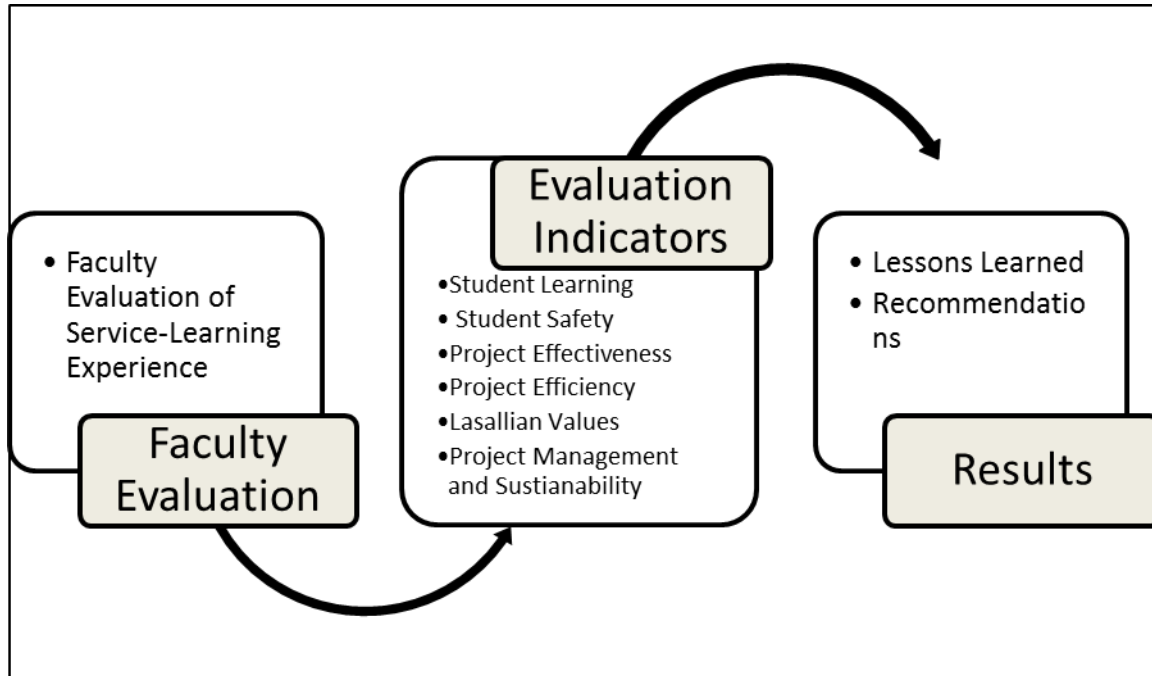 • Faculty
Evaluation of
Service-Learning
Experience
Faculty
Evaluation
Evaluation
Indicators
•Student Learning
• Student Safety
•Project Effectiveness
•Project Efficiency
•Lasallian Values
•Project Management
and Sustianability
• Lessons Learned
• Recommendatio
ns
Results